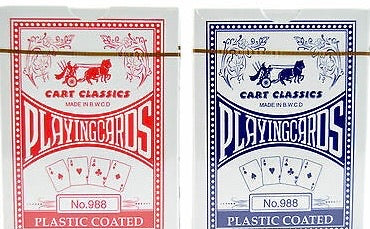 CART CLASSICS
MADE IN B.W.C.D
PLAYINGCARDS
No.988
PLASTIC COATED
CART CLASSICS
MADE IN B.W.C.D
PLAYINGCARDS
No.988
PLASTIC COATED